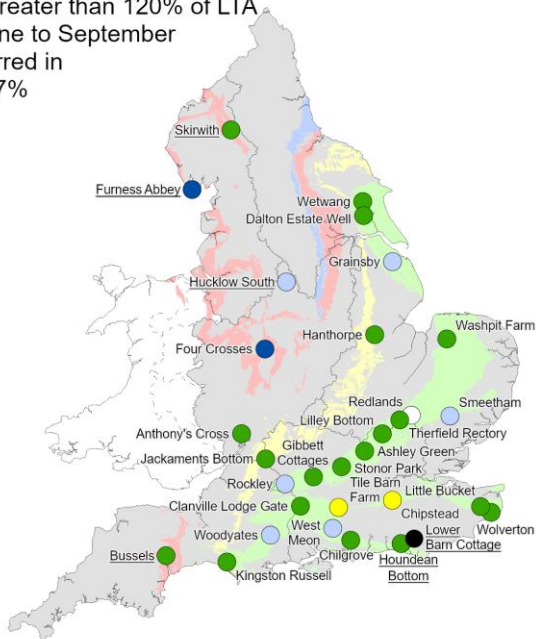 reater than 120% of LTA
ne to September
rred in
7%
Skirwith
Furness Abbey
Wetwang
Dalton Estate Well
Grainsby
Hucklow South
Hanthorpe
Washpit Farm
Four Crosses
Redlands
Smeetham
Lilley Bottom
Therfield Rectory
Anthony's Cross
Ashley Green
Jackaments Bottom
Gibbett
Cottages
Stonor Park
Rockley
Tile Barn
Farm
Little Bucket
Clanville Lodge Gate
Chipstead
West
Meon
Lower
Barn Cottage
Wolverton
Woodyates
Chilgrove
Houndean
Bottom
Bussels
Kingston Russell